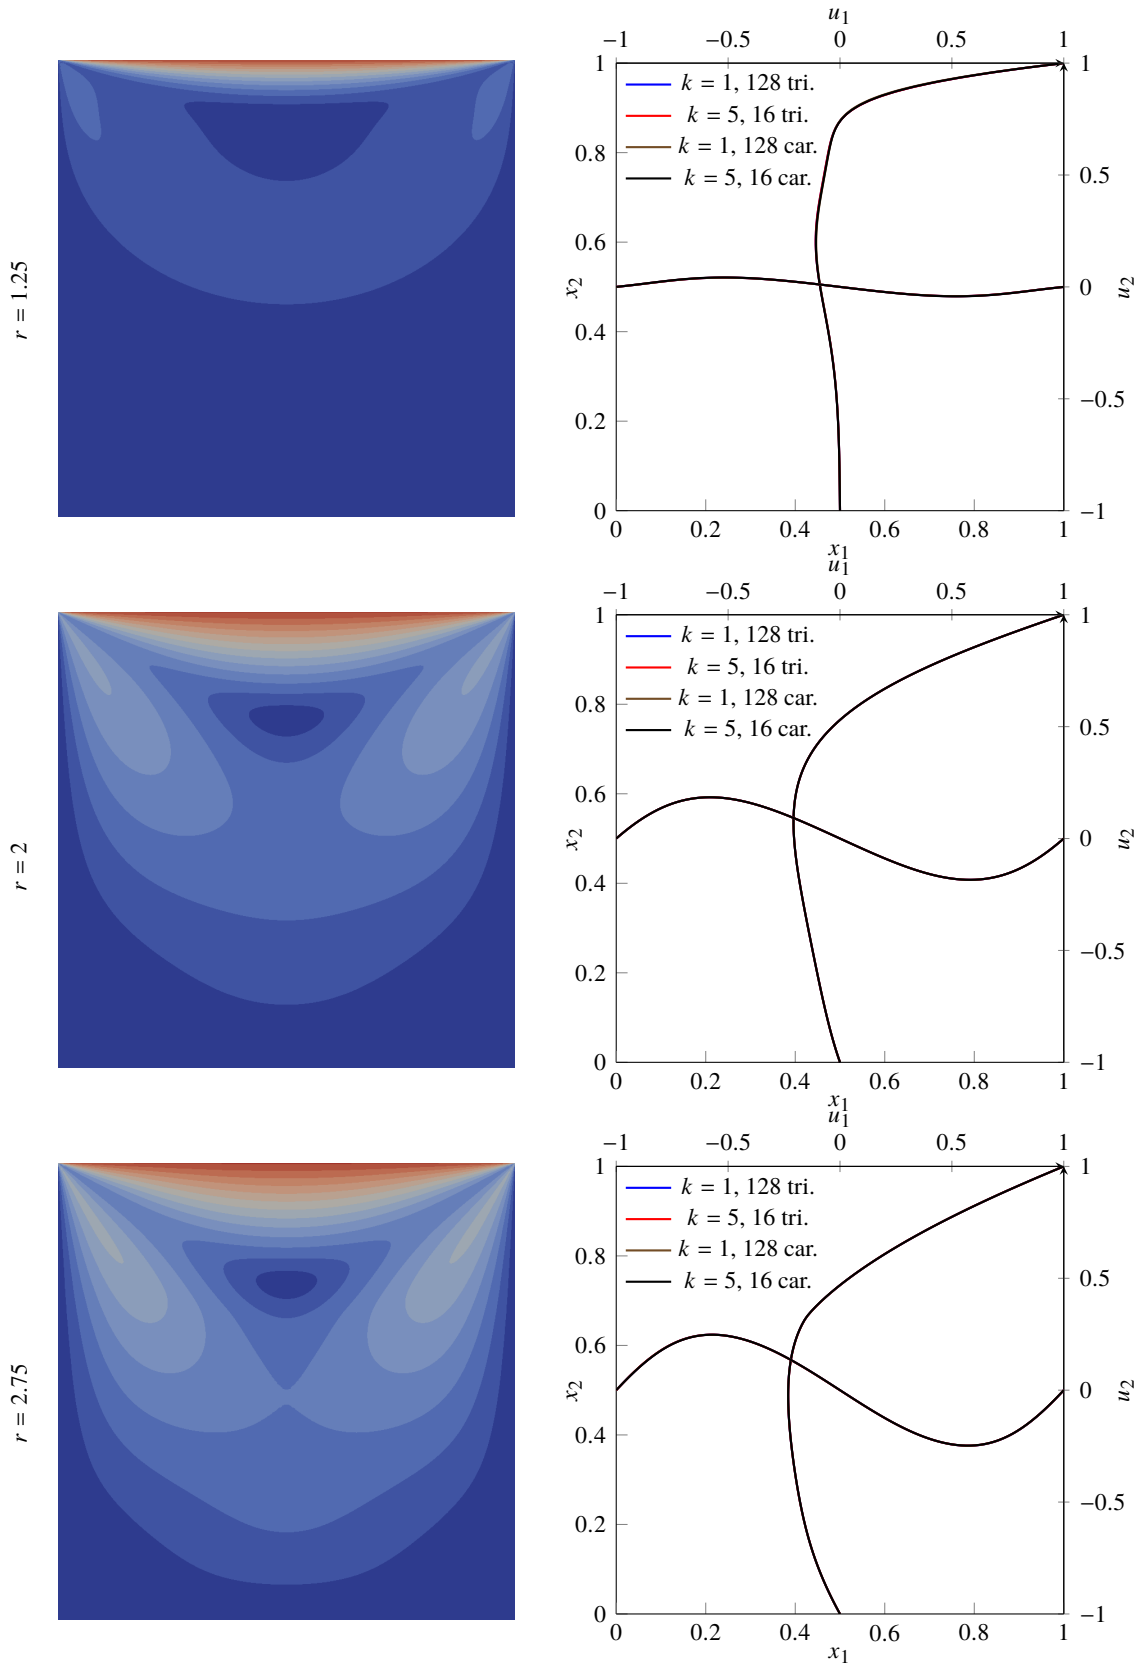 r = 1.25
u1
−1 −0.5 0 0.5 1
1 1
k = 1, 128 tri.
k = 5, 16 tri.
k = 1, 128 car.
k = 5, 16 car.
0.8
0.5
0.6
x2 0 u2
0.4
−0.5
0.2
0 −1
0 0.2 0.4 0.6 0.8 1
x1
r = 2
u1
−1 −0.5 0 0.5 1
1 1
k = 1, 128 tri.
k = 5, 16 tri.
k = 1, 128 car.
k = 5, 16 car.
0.8
0.5
0.6
x2 0 u2
0.4
−0.5
0.2
0 −1
0 0.2 0.4 0.6 0.8 1
x1
r = 2.75
u1
−1 −0.5 0 0.5 1
1 1
k = 1, 128 tri.
k = 5, 16 tri.
k = 1, 128 car.
k = 5, 16 car.
0.8
0.5
0.6
x2 0 u2
0.4
−0.5
0.2
0 −1
0 0.2 0.4 0.6 0.8 1
x1